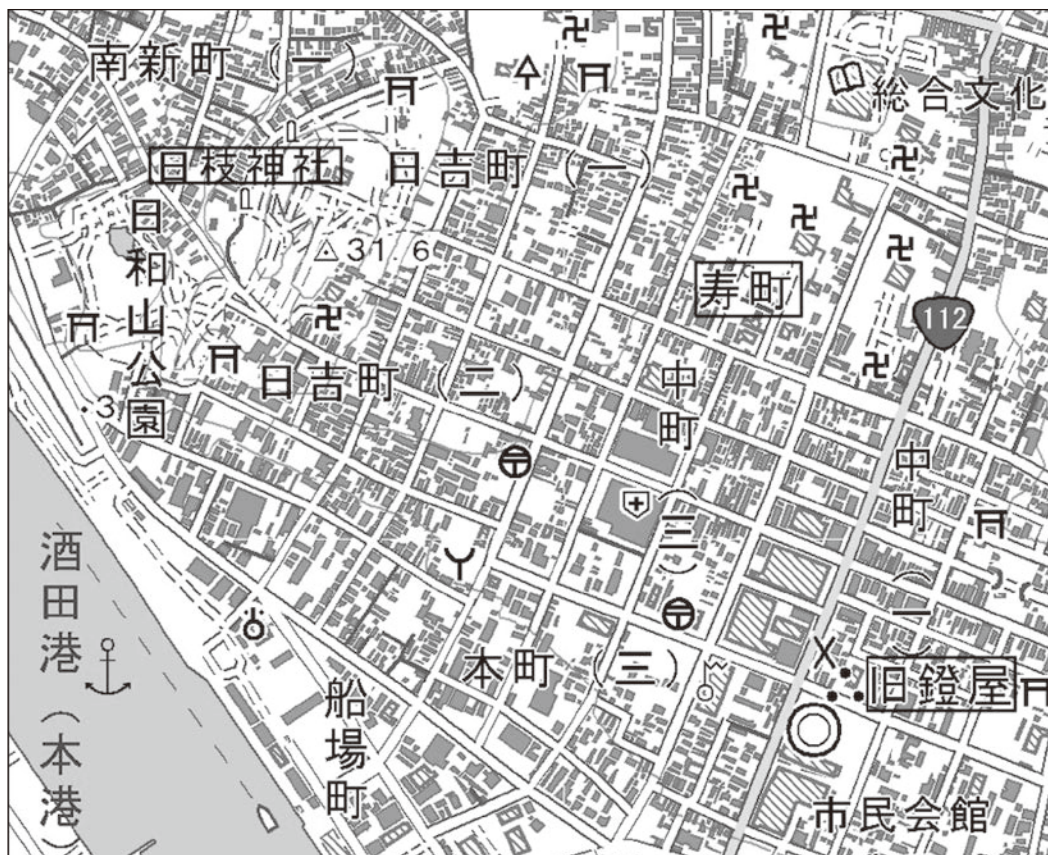 南新町(一)
総合文化
日枝神社
日吉町(一)
日和山公園
31.6
寿町
112
日吉町(二)
中町(三)
・3
中町(一)
酒田港(本港)
本町(三)
船場町
旧鐙屋
市民会館